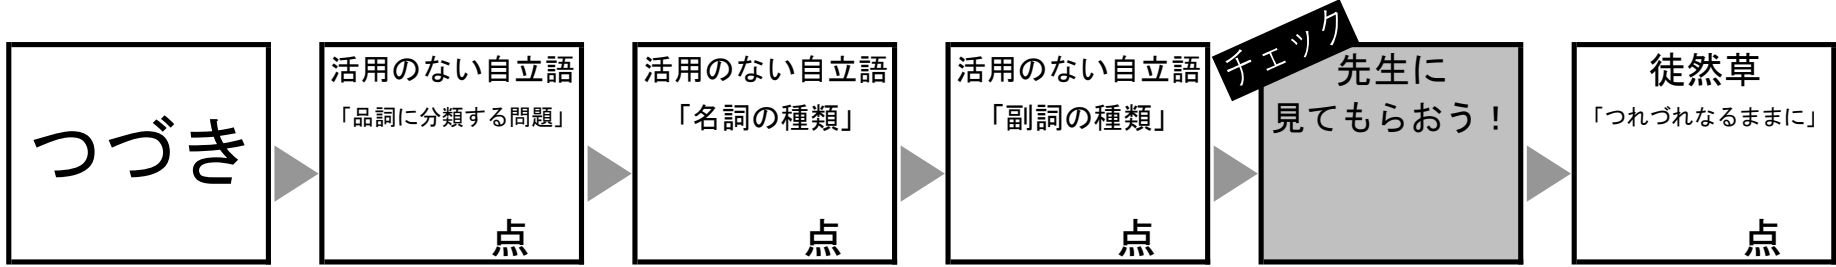 つづき
活用のない自立語
「品詞に分類する問題」
点
活用のない自立語
「名詞の種類」
点
活用のない自立語
「副詞の種類」
点
チェック
先生に
見てもらおう！
徒然草
「つれづれなるままに」
点